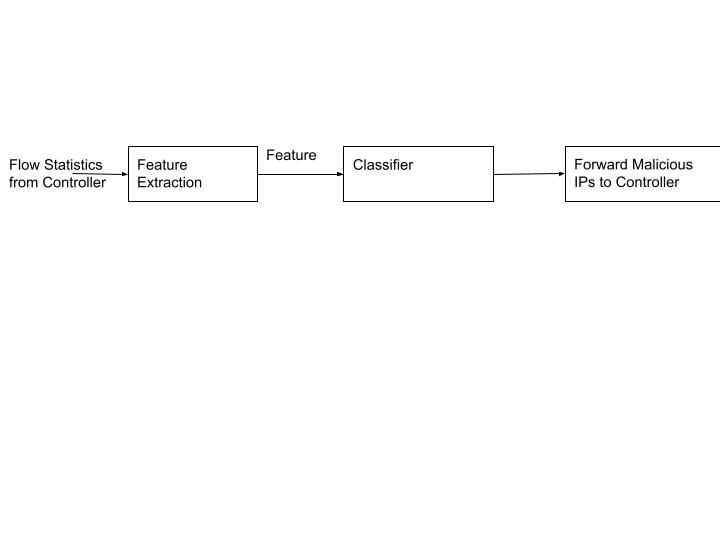 Flow Statistics
from Controller
Feature
Extraction
Feature
Classifier
Forward Malicious
IPs to Controller